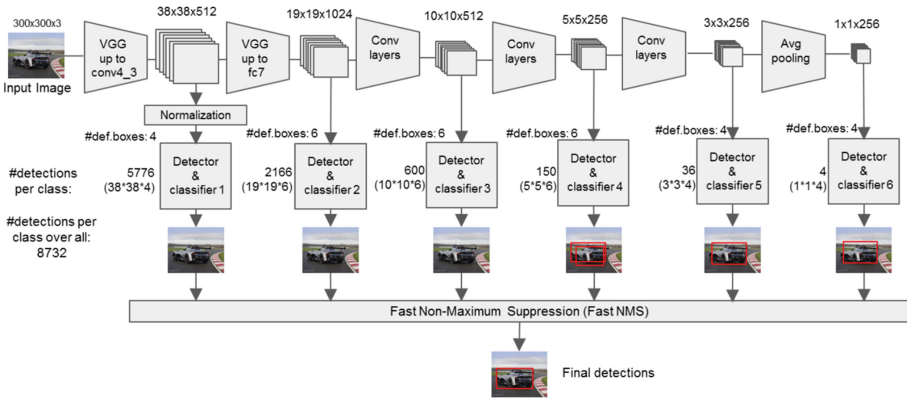 300x300x3
38x38x512
19x19x1024
10x10x512
5x5x256
3x3x256
1x1x256
VGG
up to
conv4_3
VGG
up to
fc7
Conv
layers
Conv
layers
Conv
layers
Avg
pooling
Input Image
Normalization
#def.boxes: 4
#def.boxes: 6
#def.boxes: 6
#def.boxes: 6
#def.boxes: 4
#def.boxes: 4
#detections
per class:
5776
(38*38*4)
Detector
&
classifier 1
2166
(19*19*6)
Detector
&
classifier 2
600
(10*10*6)
Detector
&
classifier 3
150
(5*5*6)
Detector
&
classifier 4
36
(3*3*4)
Detector
&
classifier 5
4
(1*1*4)
Detector
&
classifier 6
#detections per
class over all:
8732
Fast Non-Maximum Suppression (Fast NMS)
Final detections